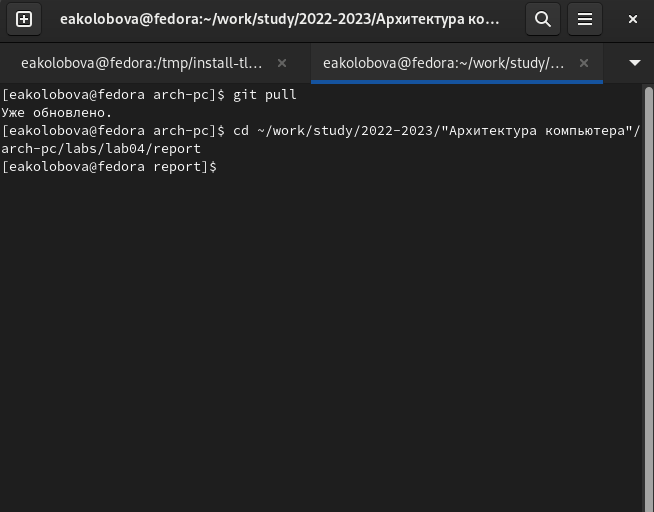 eakolobova@fedora:~/work/study/2022-2023/Архитектура ко...
eakolobova@fedora:/tmp/install-tl...
eakolobova@fedora:~/work/study/...
[eakolobova@fedora arch-pc]$ git pull
Уже обновлено.
[eakolobova@fedora arch-pc]$ cd ~/work/study/2022-2023/"Архитектура компьютера"/
arch-pc/labs/lab04/report
[eakolobova@fedora report]$